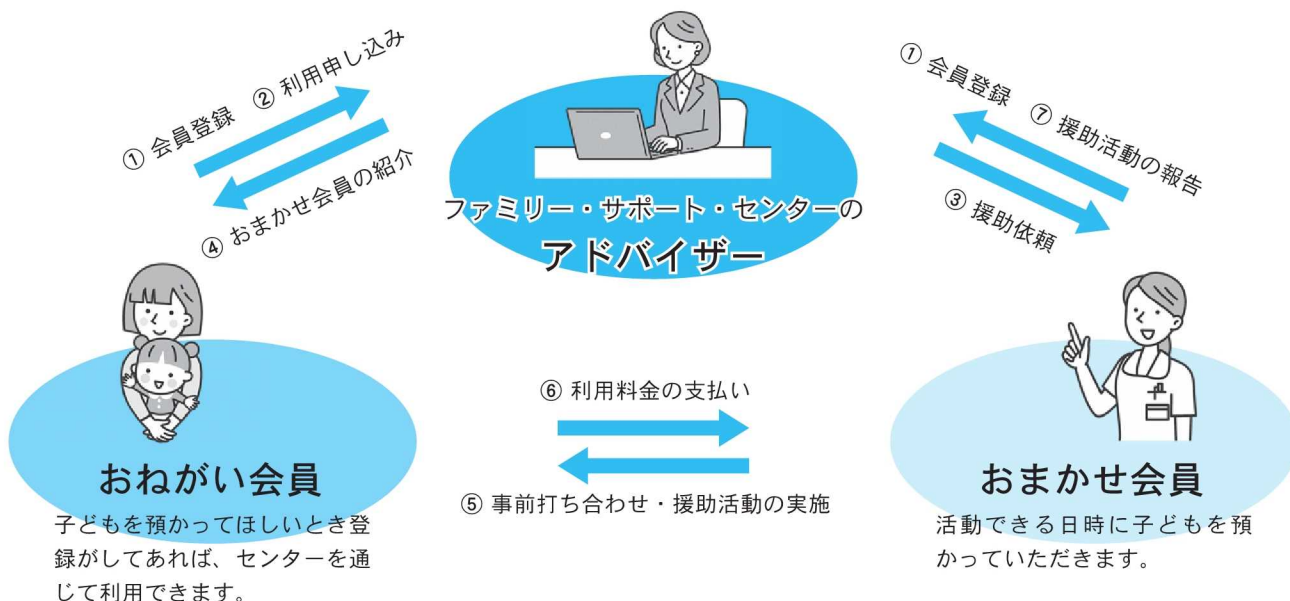 ① 会員登録 ② 利用申し込み
④ おまかせ会員の紹介
ファミリー・サポート・センターの
アドバイザー
① 会員登録 ⑦ 援助活動の報告
③ 援助依頼
おねがい会員
子どもを預かってほしいとき登
録がしてあれば、センターを通
じて利用できます。
⑥ 利用料金の支払い
⑤ 事前打ち合わせ・援助活動の実施
おまかせ会員
活動できる日時に子どもを預
かっていただきます。